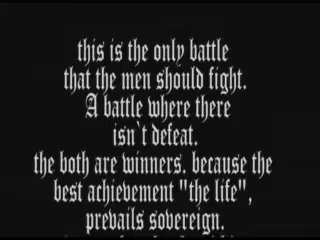 this is the only battle
that the men should fight.
A battle where there
isn`t defeat.
the both are winners. because the
best achievement "the life",
prevails sovereign.